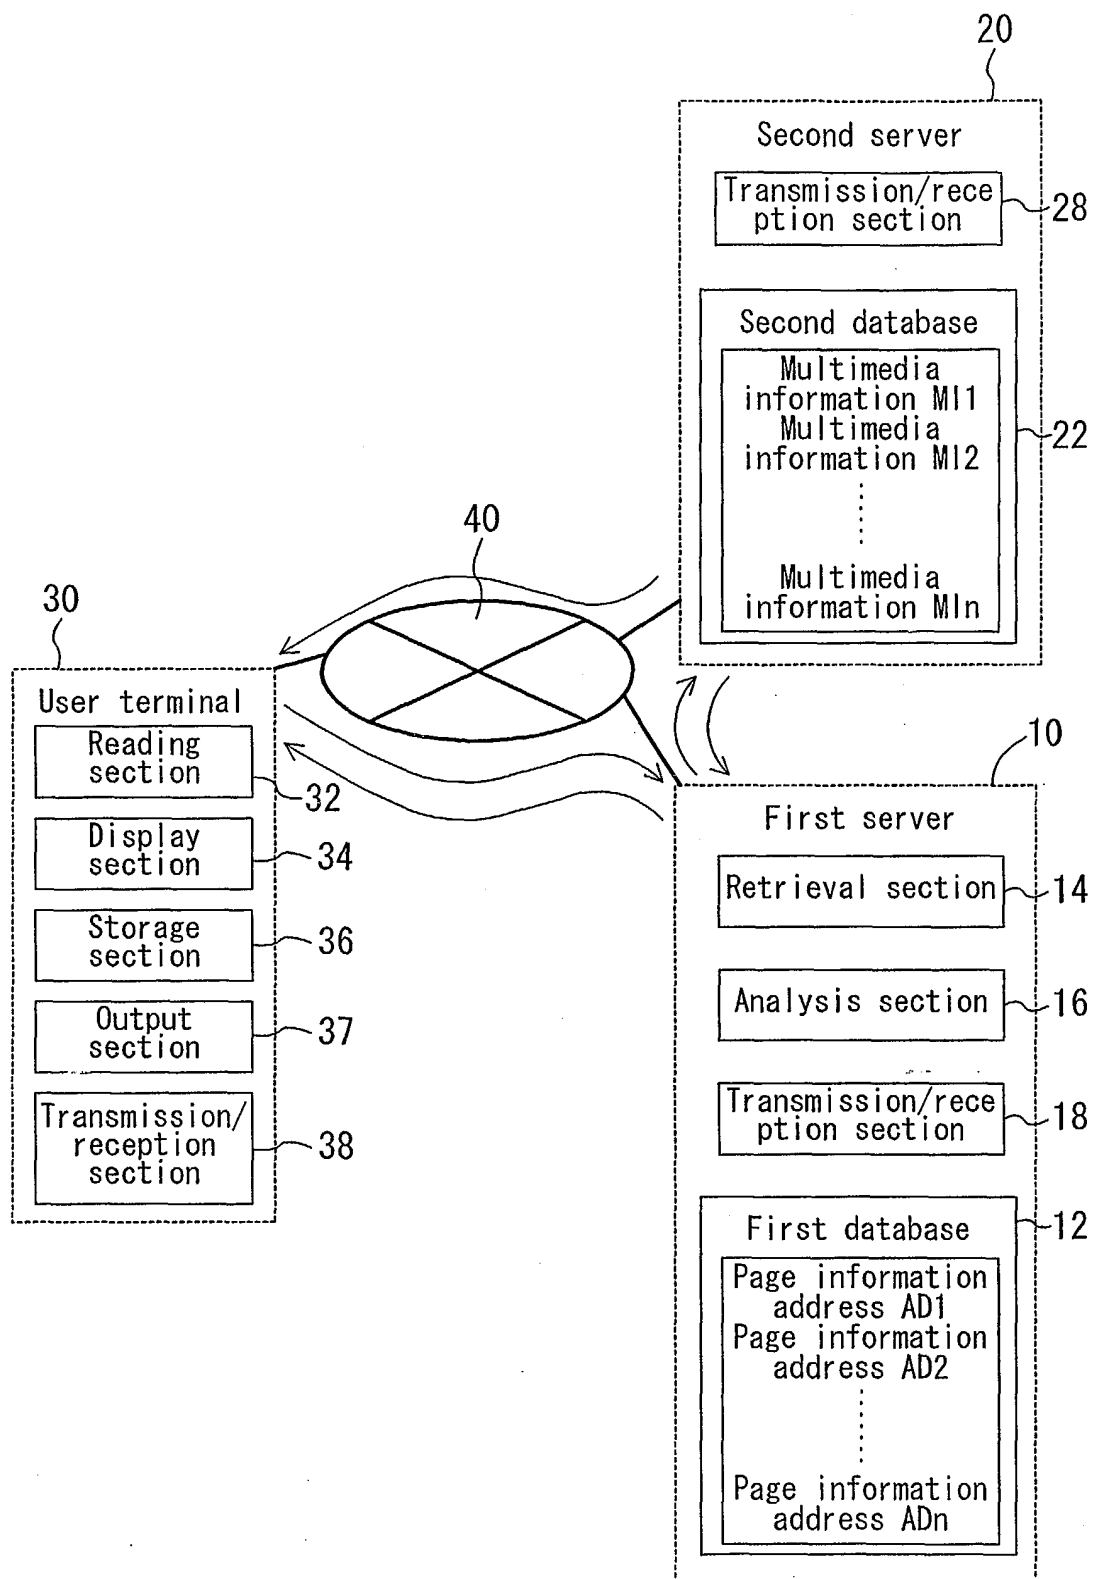 20
Second server
Transmission/rece
ption section
28
Second database
Multimedia
information MI1
Multimedia
information MI2
22
Multimedia
information MIn
40
30
User terminal
Reading
section
32
Display
section
34
Storage
section
36
Output
section
37
Transmission/
reception
section
38
10
First server
Retrieval section
14
Analysis section
16
Transmission/rece
ption section
18
First database
12
Page information
address AD1
Page information
address AD2
Page information
address ADn